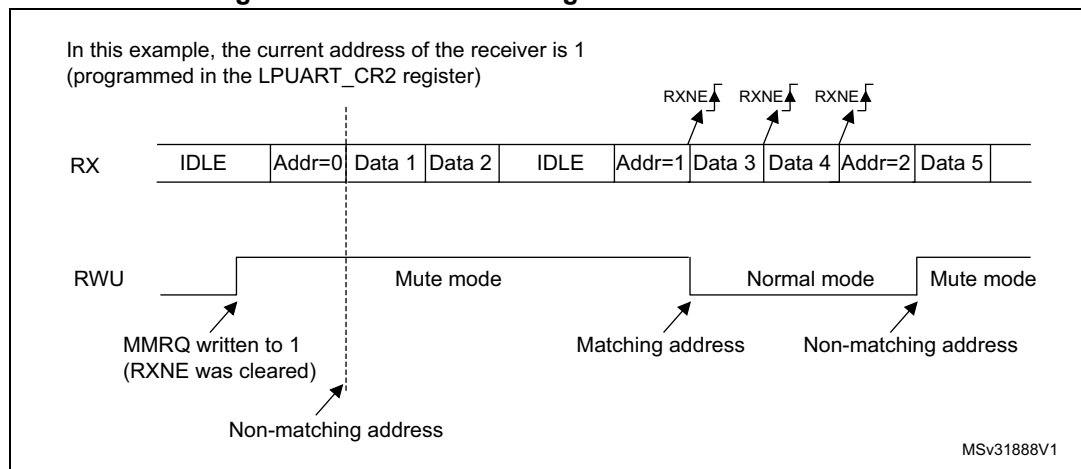 In this example, the current address of the receiver is 1
(programmed in the LPUART_CR2 register)
RXNE RXNE RXNE
RX IDLE Addr=0 Data 1 Data 2 IDLE Addr=1 Data 3 Data 4 Addr=2 Data 5
RWU Mute mode Normal mode Mute mode
MMRQ written to 1 Matching address Non-matching address
(RXNE was cleared)
Non-matching address
MSv31888V1